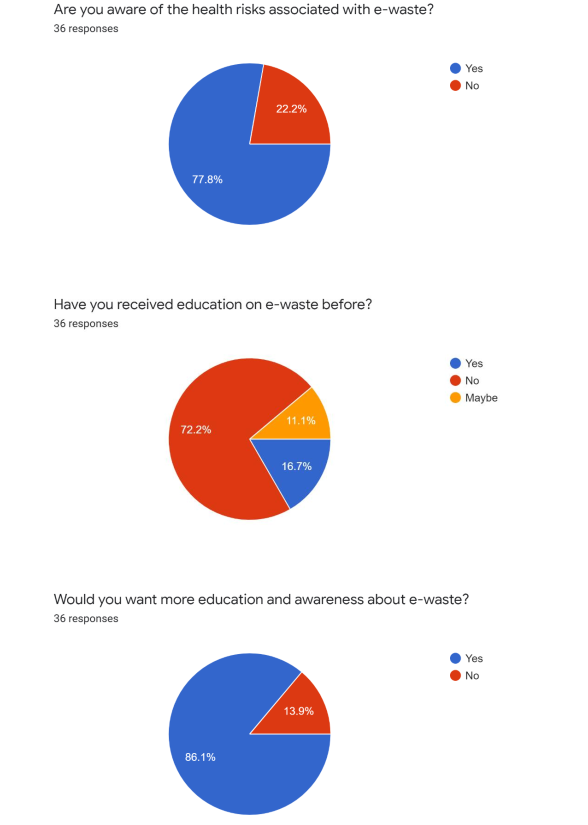 Are you aware of the health risks associated with e-waste?
36 responses
Yes
No
22.2%
77.8%
Have you received education on e-waste before?
36 responses
Yes
No
Maybe
72.2%
11.1%
16.7%
Would you want more education and awareness about e-waste?
36 responses
Yes
No
13.9%
86.1%